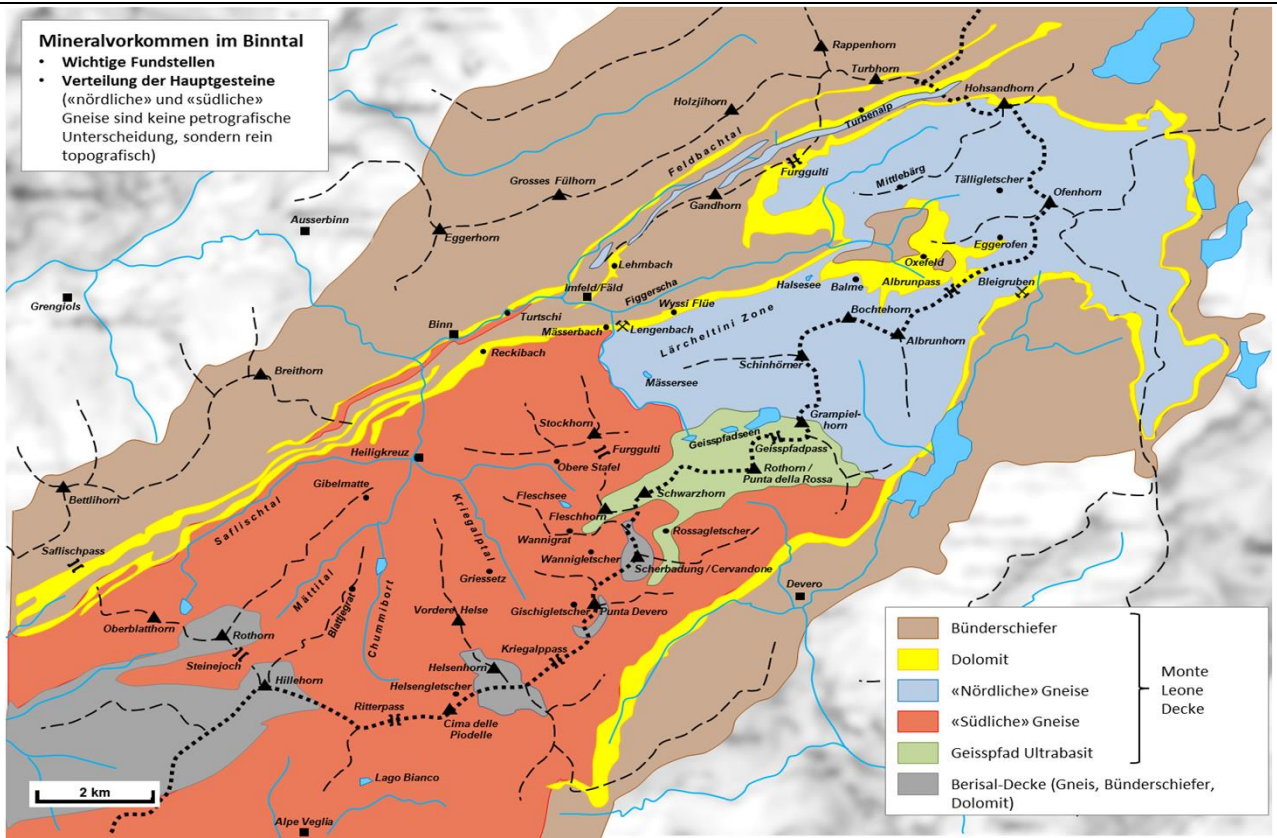 Mineralvorkommen im Binntal
• Wichtige Fundstellen
• Verteilung der Hauptgesteine
(«nördliche» und «südliche»
Gneise sind keine petrografische
Unterscheidung, sondern rein
topografisch)
Rappenhorn
Turbhorn
Hohsandhorn
Holzjihorn
Turbenalp
Feldbachtal
Furggulti
Mittlebärg
Tälligletscher
Grosses Fülhorn
Gandhorn
Ofenhorn
Ausserbinn
Eggerhorn
Eggerofen
Lehmbach
Oxefeld
Imfeld/Fäld
Figgerscha
Halsesee
Balme
Albrunpass
Bleigruben
Grengiols
Wyssi Flüe
Turtschi
Binn
Mässerbach
Lengenbach
Lärcheltini Zone
Bochtehorn
Albrunhorn
Reckibach
Schinhörner
Breithorn
Mässersee
Grampiel-
horn
Stockhorn
Geisspfadseen
Furggulti
Geisspfadpass
Heiligkreuz
Obere Stafel
Rothorn /
Punta della Rossa
Bettlihorn
Gibelmatte
Fleschsee
Schwarzhorn
Saflischtal
Kriegalptal
Fleschhorn
Wannigrat
Rossagletscher
Saflischpass
Wannigletscher
Scherbadung / Cervandone
Mättital
Griessetz
Devero
Blattjegrat
Chummibort
Vordere Helse
Gischigletscher
Punta Devero
Oberblatthorn
Rothorn
Kriegalppass
Steinejoch
Helsenhorn
Hillehorn
Helsengletscher
Ritterpass
Cima delle
Piodelle
Lago Bianco
Alpe Veglia
2 km
Bünderschiefer
Dolomit
«Nördliche» Gneise
«Südliche» Gneise
Geisspfad Ultrabasit
Berisal-Decke (Gneis, Bünderschiefer,
Dolomit)
Monte
Leone
Decke